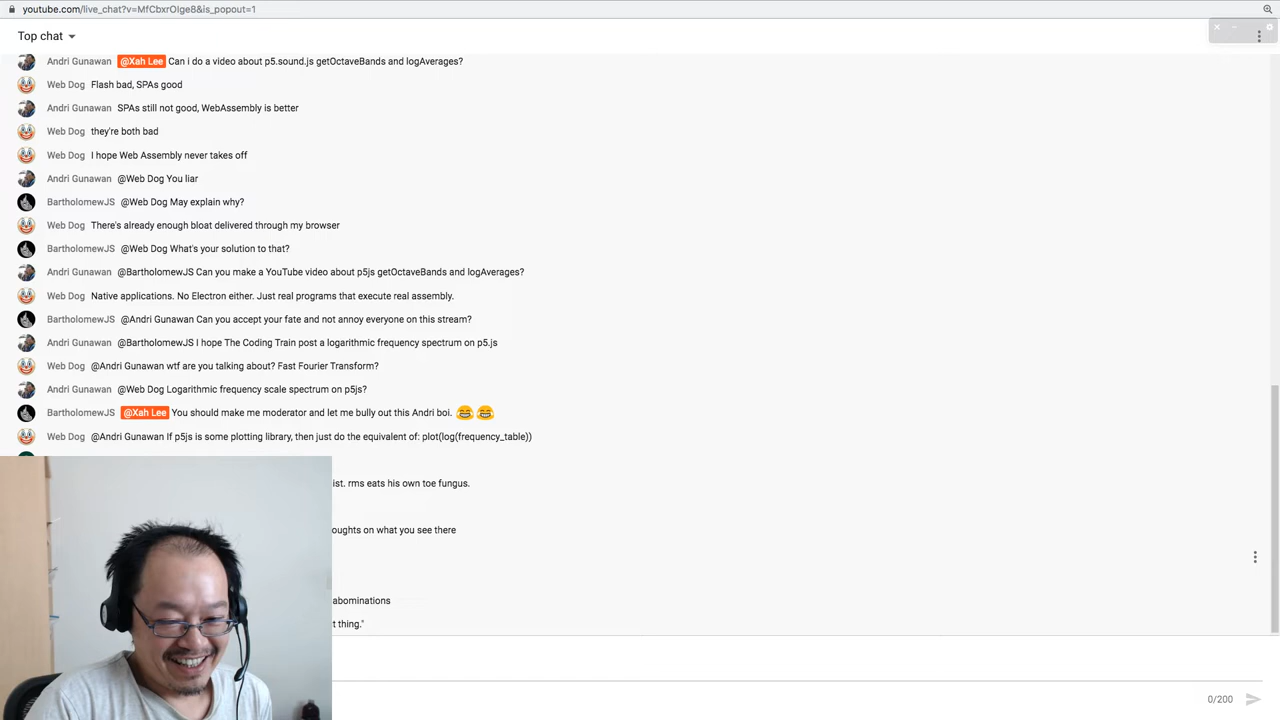 youtube.com/live_chat?v=MfCbxrOIge8&is_popout=1
Top chat
Andri Gunawan @Xah Lee Can i do a video about p5.sound.js getOctaveBands and logAverages?
Web Dog Flash bad, SPAs good
Andri Gunawan SPAs still not good, WebAssembly is better
Web Dog they're both bad
Web Dog I hope Web Assembly never takes off
Andri Gunawan @Web Dog You liar
BartholomewJS @Web Dog May explain why?
Web Dog There's already enough bloat delivered through my browser
BartholomewJS @Web Dog What's your solution to that?
Andri Gunawan @BartholomewJS Can you make a YouTube video about p5js getOctaveBands and logAverages?
Web Dog Native applications. No Electron either. Just real programs that execute real assembly.
BartholomewJS @Andri Gunawan Can you accept your fate and not annoy everyone on this stream?
Andri Gunawan @BartholomewJS I hope The Coding Train post a logarithmic frequency spectrum on p5.js
Web Dog @Andri Gunawan wtf are you talking about? Fast Fourier Transform?
Andri Gunawan @Web Dog Logarithmic frequency scale spectrum on p5js?
BartholomewJS @Xah Lee You should make me moderator and let me bully out this Andri boi. 😂😂
Web Dog @Andri Gunawan If p5js is some plotting library, then just do the equivalent of: plot(log(frequency_table))
ist. rms eats his own toe fungus.
oughts on what you see there
abominations
t thing."
0/200